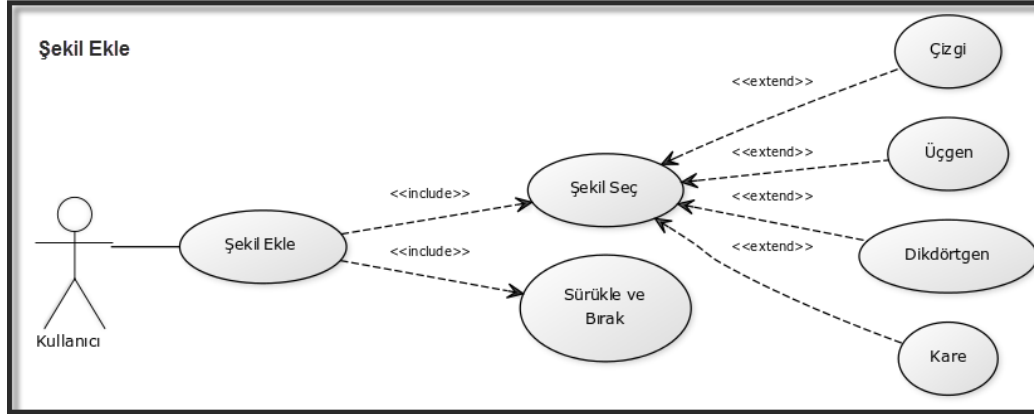 Şekil Ekle
Çizgi
<<extend>>
Üçgen
<<extend>>
Şekil Seç
<<include>>
<<extend>>
Şekil Ekle
<<include>>
<<extend>>
Dikdörtgen
Sürükle ve
Bırak
Kullanıcı
Kare